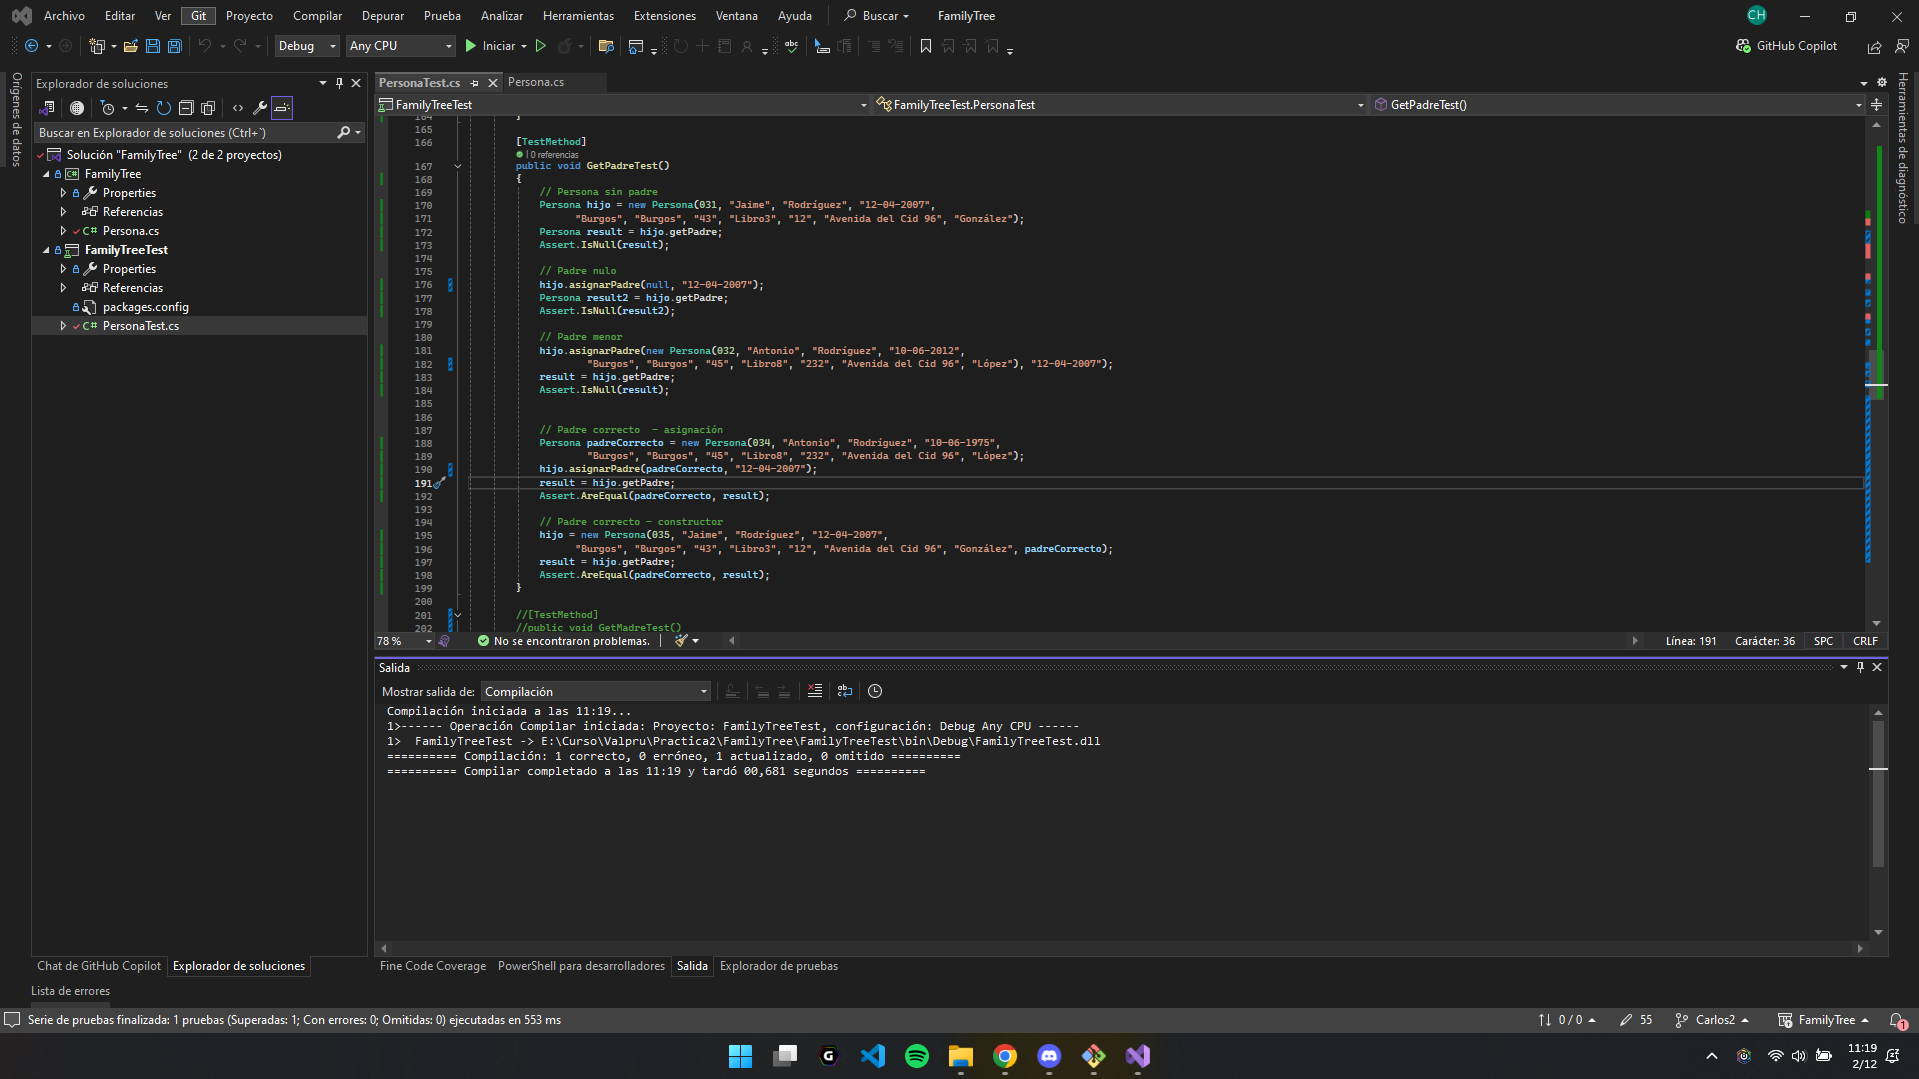 Archivo Editar Ver Git Proyecto Compilar Depurar Prueba Analizar Herramientas Extensiones Ventana Ayuda Buscar FamilyTree CH
Debug Any CPU Iniciar GitHub Copilot
Orígenes de datos
Explorador de soluciones
Buscar en Explorador de soluciones (Ctrl+`)
Solución "FamilyTree" (2 de 2 proyectos)
FamilyTree
Properties
Referencias
Persona.cs
FamilyTreeTest
Properties
Referencias
packages.config
PersonaTest.cs
PersonaTest.cs Persona.cs
FamilyTreeTest FamilyTreeTest.PersonaTest GetPadreTest()
164 }
165
166 [TestMethod]
| 0 referencias
167 public void GetPadreTest()
168 {
169 // Persona sin padre
170 Persona hijo = new Persona(031, "Jaime", "Rodríguez", "12-04-2007",
171 "Burgos", "Burgos", "43", "Libro3", "12", "Avenida del Cid 96", "González");
172 Persona result = hijo.getPadre;
173 Assert.IsNull(result);
174
175 // Padre nulo
176 hijo.asignarPadre(null, "12-04-2007");
177 Persona result2 = hijo.getPadre;
178 Assert.IsNull(result2);
179
180 // Padre menor
181 hijo.asignarPadre(new Persona(032, "Antonio", "Rodríguez", "10-06-2012",
182 "Burgos", "Burgos", "45", "Libro8", "232", "Avenida del Cid 96", "López"), "12-04-2007");
183 result = hijo.getPadre;
184 Assert.IsNull(result);
185
186
187 // Padre correcto - asignación
188 Persona padreCorrecto = new Persona(034, "Antonio", "Rodríguez", "10-06-1975",
189 "Burgos", "Burgos", "45", "Libro8", "232", "Avenida del Cid 96", "López");
190 hijo.asignarPadre(padreCorrecto, "12-04-2007");
191 result = hijo.getPadre;
192 Assert.AreEqual(padreCorrecto, result);
193
194 // Padre correcto - constructor
195 hijo = new Persona(035, "Jaime", "Rodríguez", "12-04-2007",
196 "Burgos", "Burgos", "43", "Libro3", "12", "Avenida del Cid 96", "González", padreCorrecto);
197 result = hijo.getPadre;
198 Assert.AreEqual(padreCorrecto, result);
199 }
200
201 //[TestMethod]
202 //public void GetMadreTest()
78 % No se encontraron problemas. Línea: 191 Carácter: 36 SPC CRLF
Herramientas de diagnóstico
Salida
Mostrar salida de: Compilación
Compilación iniciada a las 11:19...
1>------ Operación Compilar iniciada: Proyecto: FamilyTreeTest, configuración: Debug Any CPU ------
1> FamilyTreeTest -> E:\Curso\Valpru\Practica2\FamilyTree\FamilyTreeTest\bin\Debug\FamilyTreeTest.dll
========== Compilación: 1 correcto, 0 erróneo, 1 actualizado, 0 omitido ==========
========== Compilar completado a las 11:19 y tardó 00,681 segundos ==========
Chat de GitHub Copilot Explorador de soluciones Fine Code Coverage PowerShell para desarrolladores Salida Explorador de pruebas
Lista de errores
Serie de pruebas finalizada: 1 pruebas (Superadas: 1; Con errores: 0; Omitidas: 0) ejecutadas en 553 ms 0 / 0 55 Carlos2 FamilyTree 1
11:19
2/12